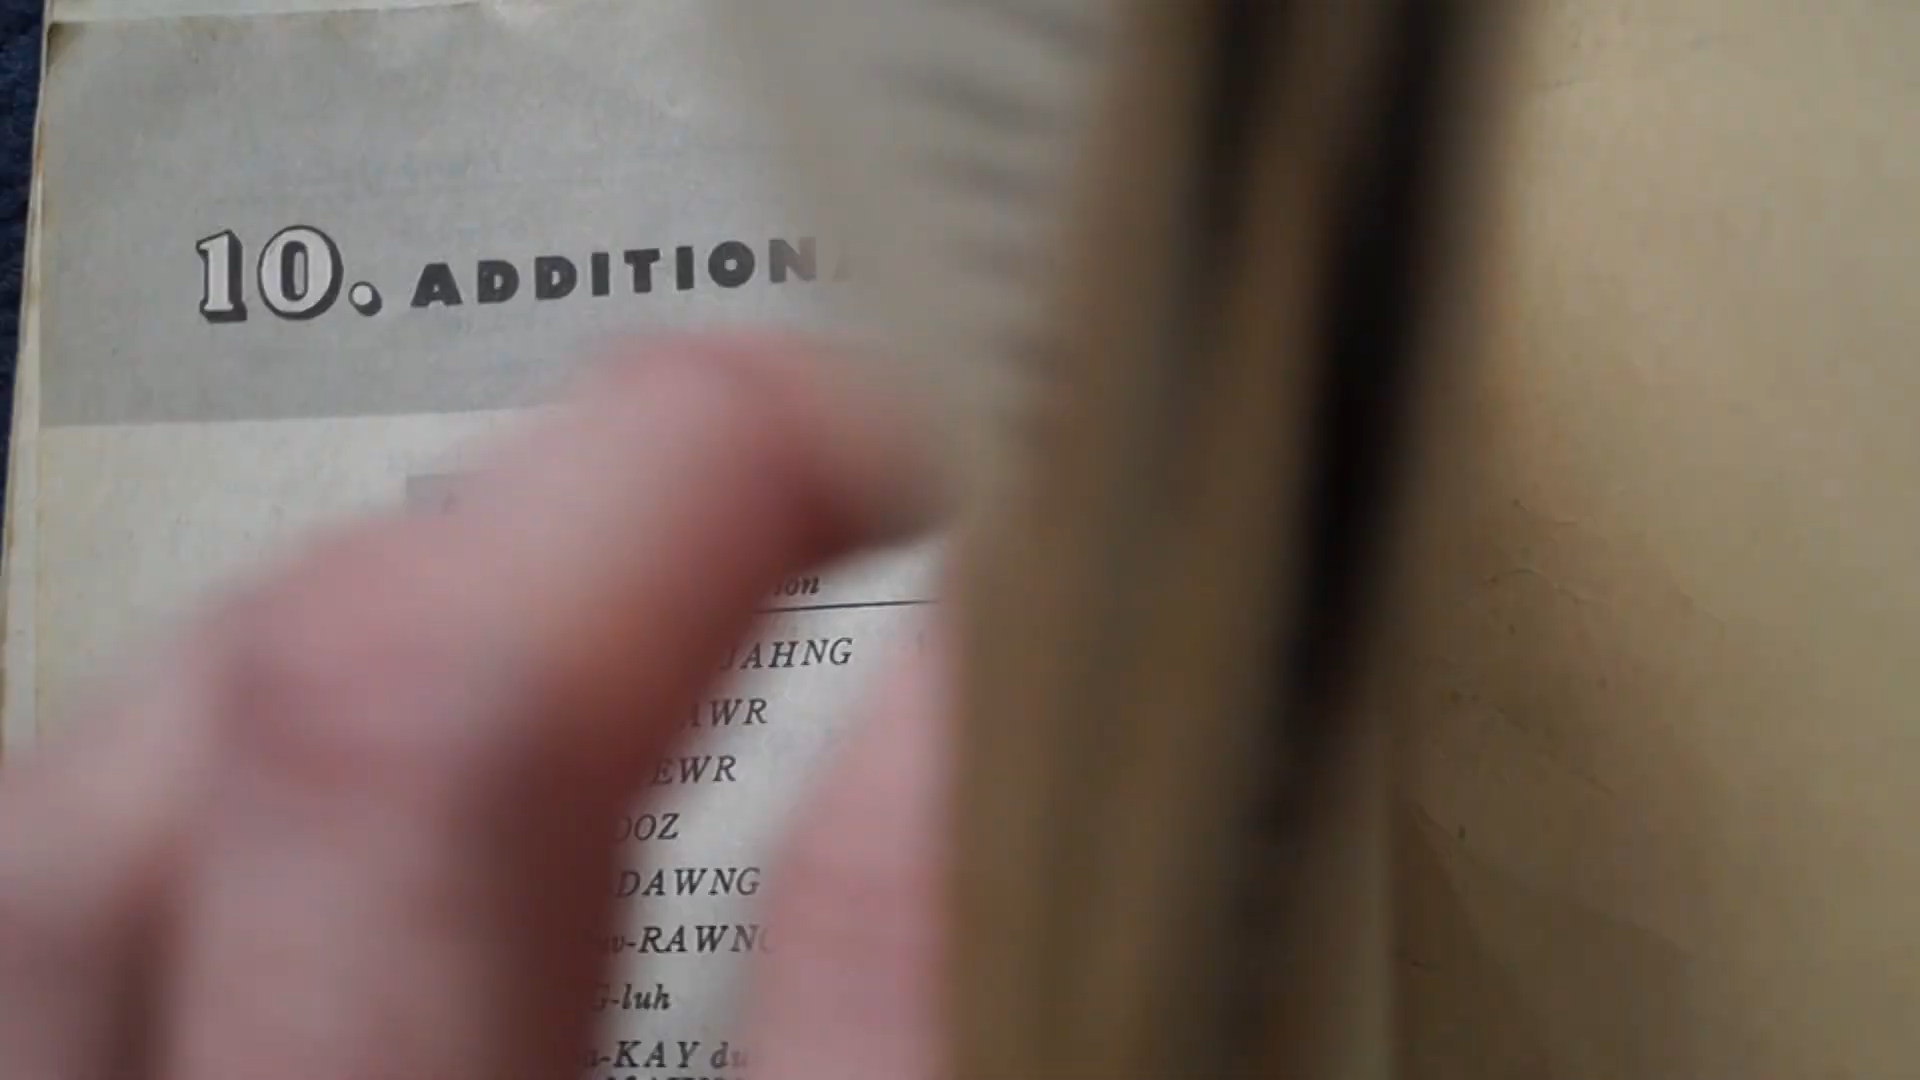 10. ADDITION
ion
JAHNG
AWR
EWR
OOZ
DAWNG
-RAWN
G-luh
-KAY du